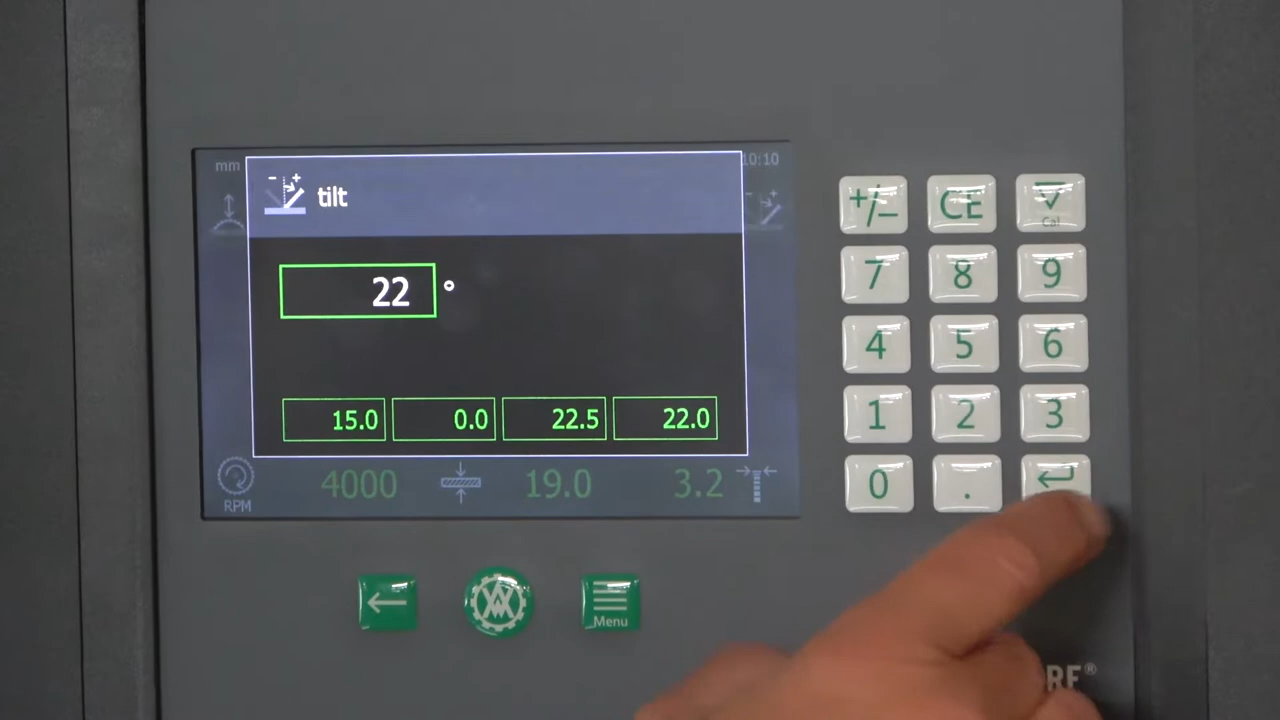 mm
10:10
tilt
22 °
15.0 0.0 22.5 22.0
RPM 4000 19.0 3.2
+/− CE Cal
7 8 9
4 5 6
1 2 3
0 .
Menu
RF®